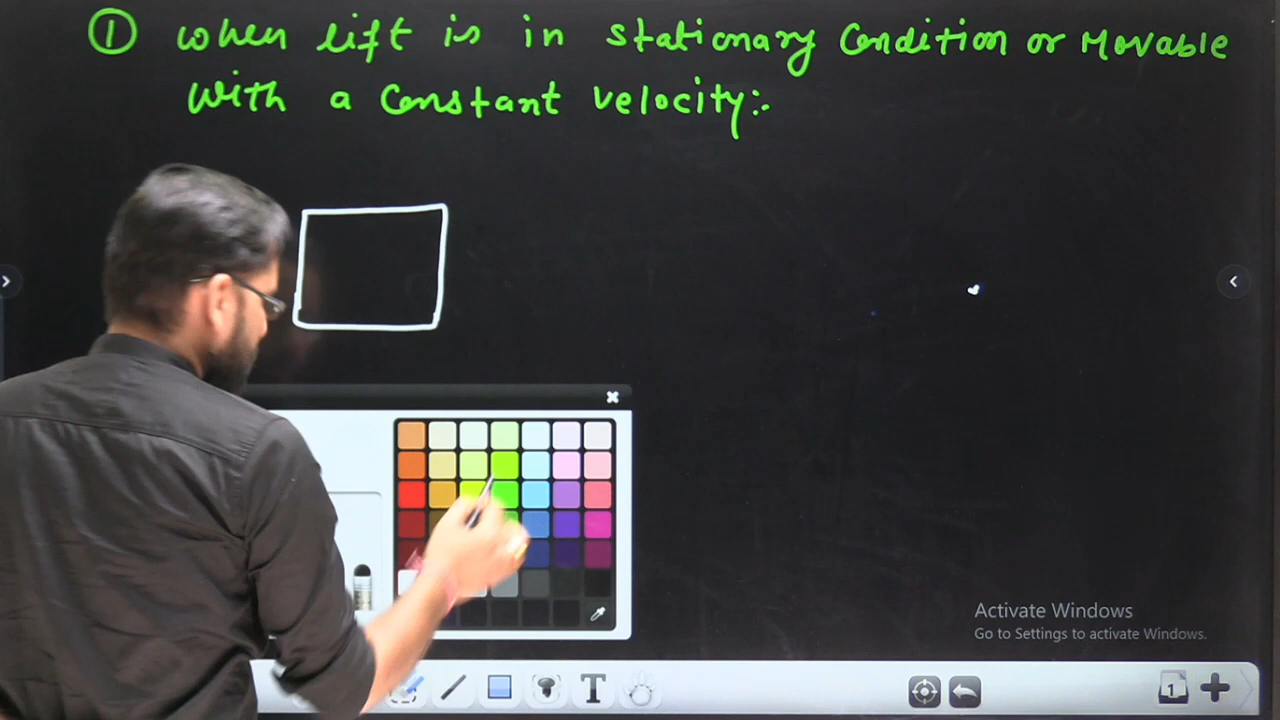 ① when lift is in stationary Condition or Movable
with a Constant velocity:-
Activate Windows
Go to Settings to activate Windows.
T
1